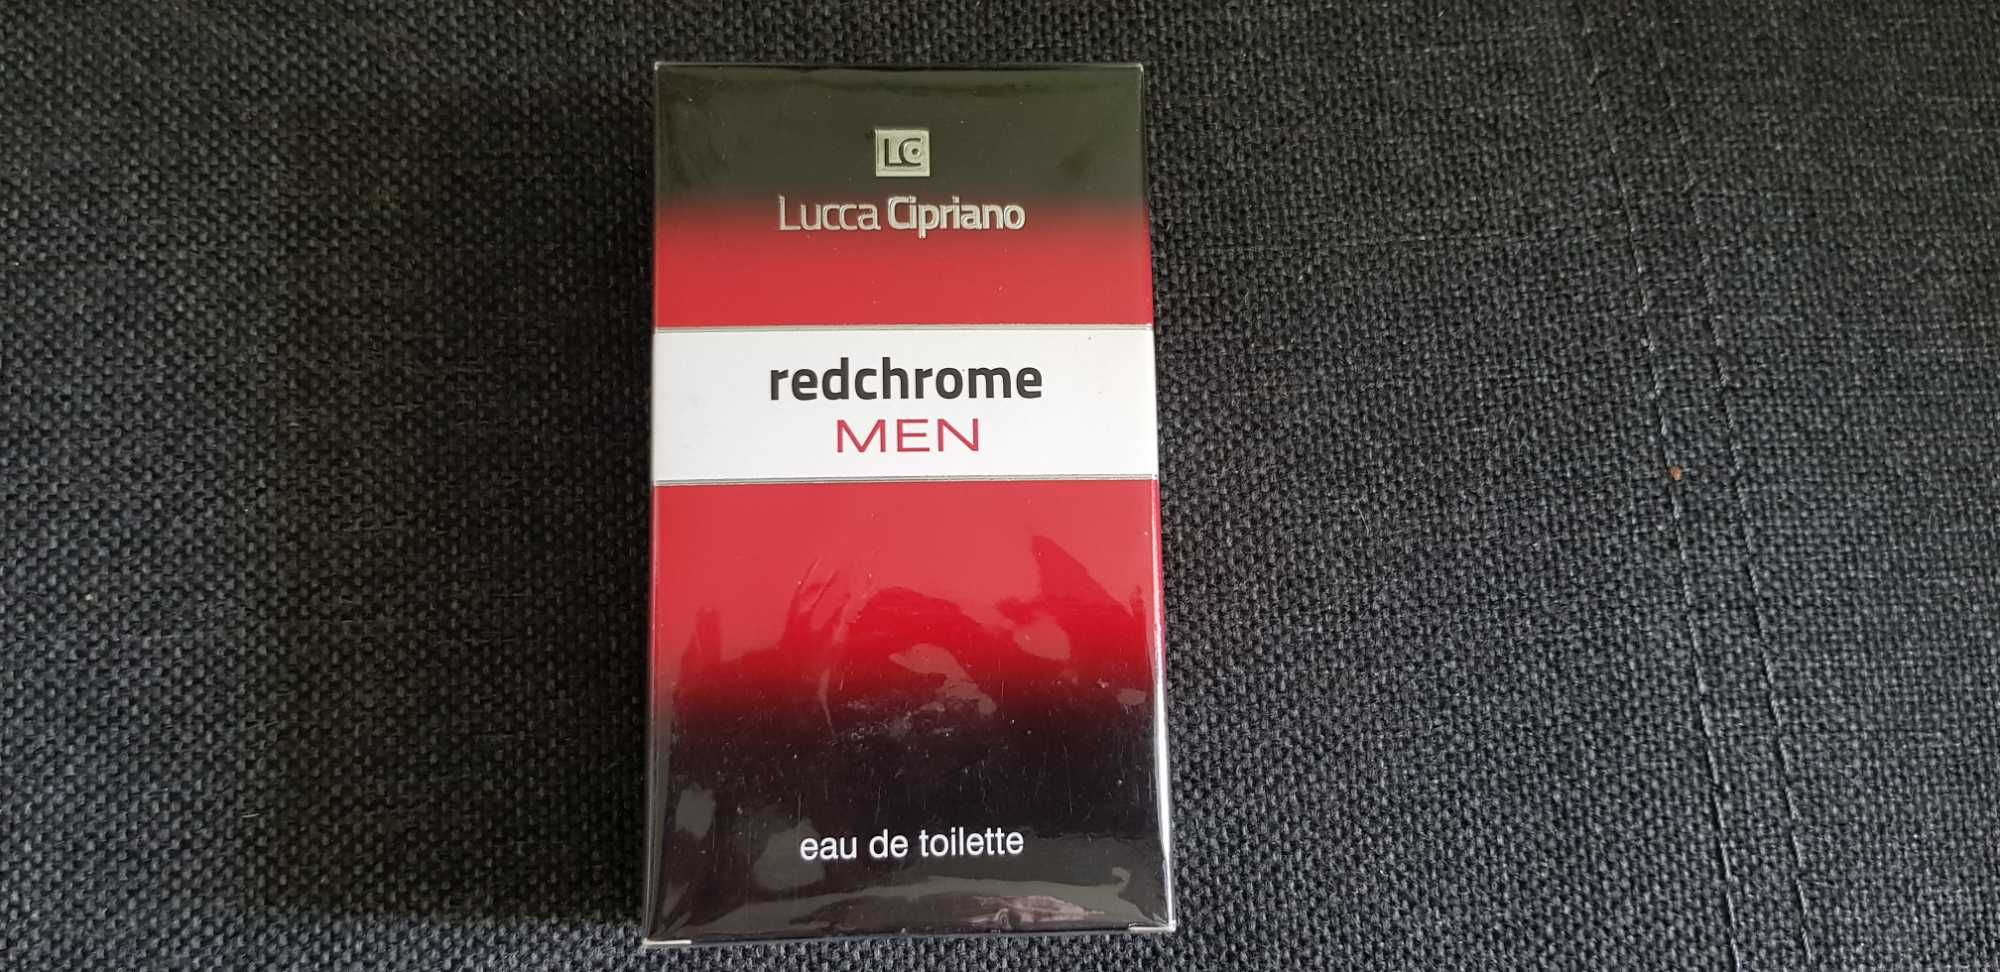 LC
Lucca Cipriano
redchrome
MEN
eau de toilette